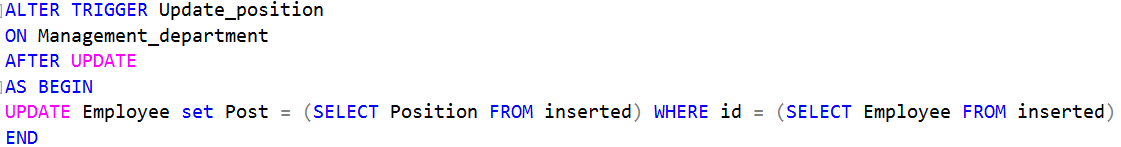 ALTER TRIGGER Update_position
ON Management_department
AFTER UPDATE
AS BEGIN
UPDATE Employee set Post = (SELECT Position FROM inserted) WHERE id = (SELECT Employee FROM inserted)
END